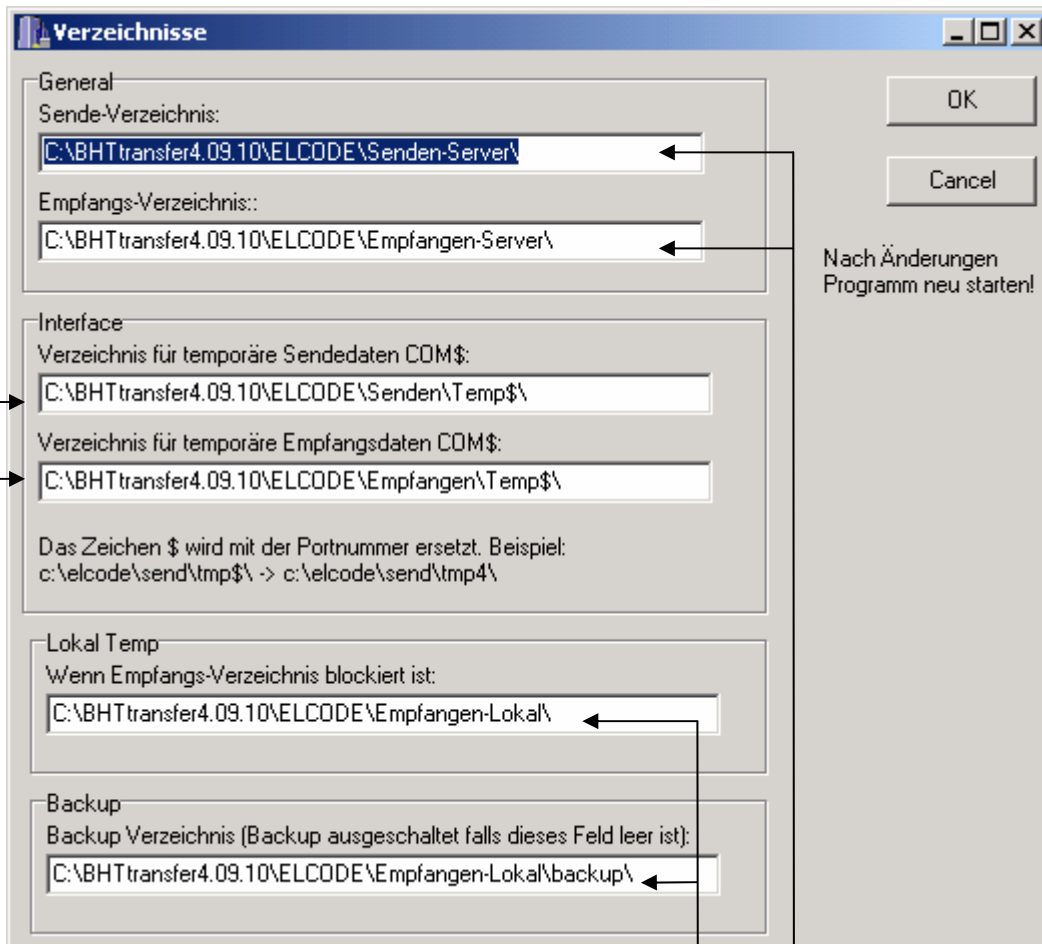 Verzeichnisse
General
Sende-Verzeichnis:
C:\BHTtransfer4.09.10\ELCODE\Senden-Server\
Empfangs-Verzeichnis::
C:\BHTtransfer4.09.10\ELCODE\Empfangen-Server\
OK
Cancel
Nach Änderungen
Programm neu starten!
Interface
Verzeichnis für temporäre Sendedaten COM$:
C:\BHTtransfer4.09.10\ELCODE\Senden\Temp$\
Verzeichnis für temporäre Empfangsdaten COM$:
C:\BHTtransfer4.09.10\ELCODE\Empfangen\Temp$\
Das Zeichen $ wird mit der Portnummer ersetzt. Beispiel:
c:\elcode\send\tmp$\ -> c:\elcode\send\tmp4\
Lokal Temp
Wenn Empfangs-Verzeichnis blockiert ist:
C:\BHTtransfer4.09.10\ELCODE\Empfangen-Lokal\
Backup
Backup Verzeichnis (Backup ausgeschaltet falls dieses Feld leer ist):
C:\BHTtransfer4.09.10\ELCODE\Empfangen-Lokal\backup\